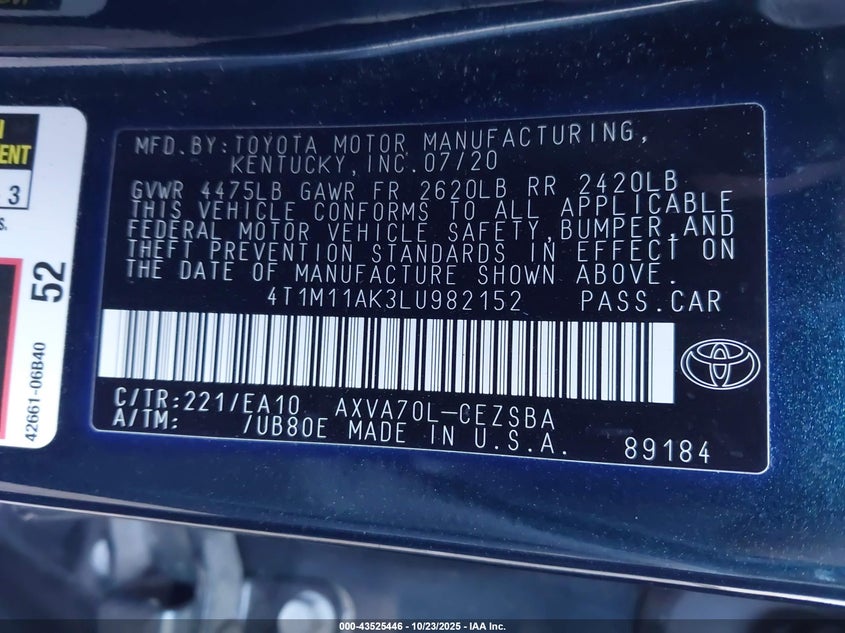 MFD.BY:TOYOTA MOTOR MANUFACTURING,
KENTUCKY,INC.07/20
GVWR 4475LB GAWR FR 2620LB RR 2420LB
THIS VEHICLE CONFORMS TO ALL APPLICABLE
FEDERAL MOTOR VEHICLE SAFETY,BUMPER,AND
THEFT PREVENTION STANDARDS IN EFFECT ON
THE DATE OF MANUFACTURE SHOWN ABOVE.
4T1M11AK3LU982152 PASS.CAR
C/TR:221/EA10 AXVA70L-CEZSBA
A/TM: /UB80E MADE IN U.S.A. 89184
3
52
42661-06B40
000-43525446 - 10/23/2025 - IAA Inc.